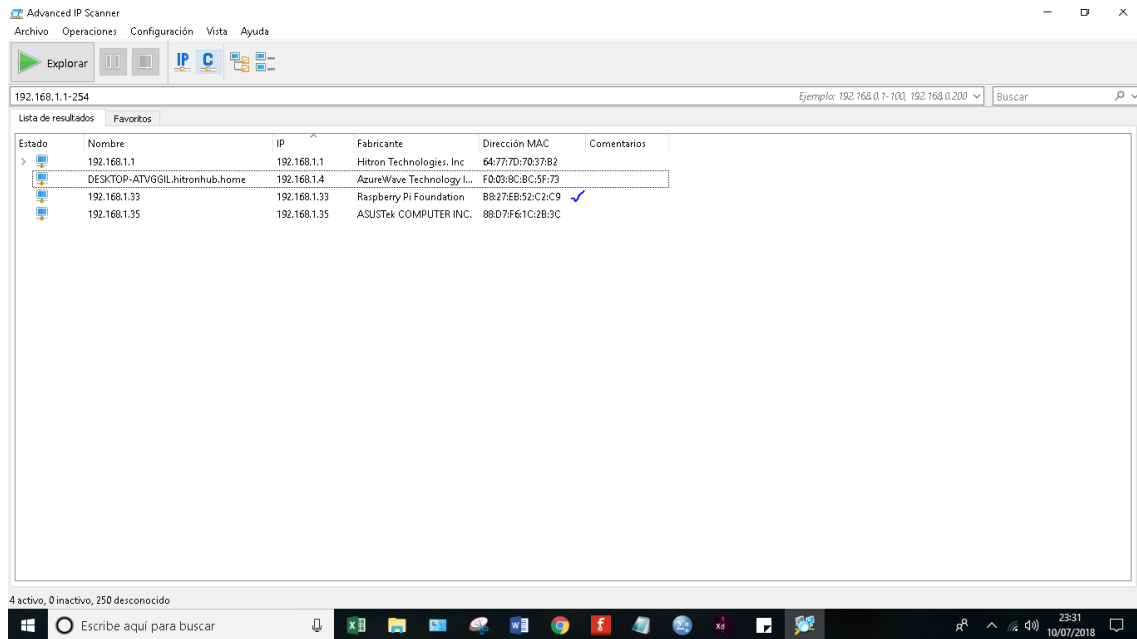 Advanced IP Scanner
Archivo Operaciones Configuración Vista Ayuda
Explorar IP C
192.168.1.1-254 Ejemplo: 192.168.0.1-100, 192.168.0.200 Buscar
Lista de resultados Favoritos
Estado Nombre IP Fabricante Dirección MAC Comentarios
192.168.1.1 192.168.1.1 Hitron Technologies. Inc 64:77:7D:70:37:B2
DESKTOP-ATVGGIL.hitronhub.home 192.168.1.4 AzureWave Technology I... F0:03:8C:BC:5F:73
192.168.1.33 192.168.1.33 Raspberry Pi Foundation B8:27:EB:52:C2:C9
192.168.1.35 192.168.1.35 ASUSTek COMPUTER INC. 88:D7:F6:1C:2B:3C
4 activo, 0 inactivo, 250 desconocido
Escribe aquí para buscar
23:31
10/07/2018